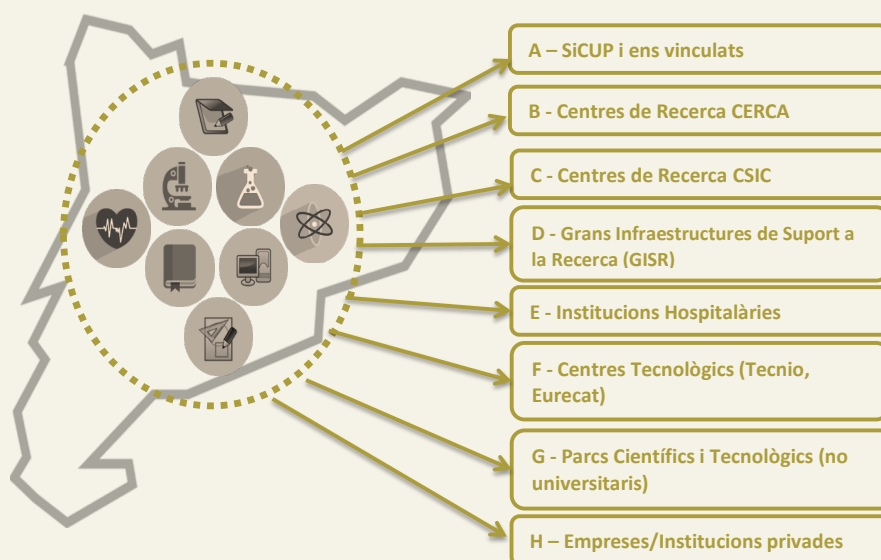 A – SiCUP i ens vinculats
B - Centres de Recerca CERCA
C - Centres de Recerca CSIC
D - Grans Infraestructures de Suport a
la Recerca (GISR)
E - Institucions Hospitalàries
F - Centres Tecnològics (Tecnio,
Eurecat)
G - Parcs Científics i Tecnològics (no
universitaris)
H – Empreses/Institucions privades